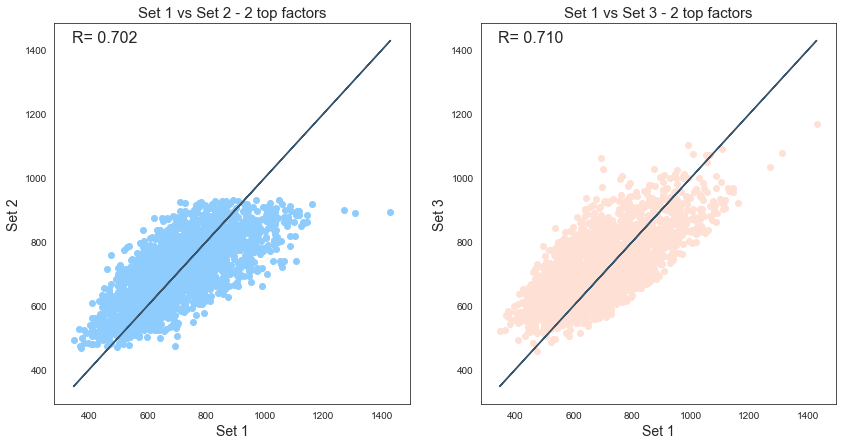 Set 1 vs Set 2 - 2 top factors
R= 0.702
1400
1200
1000
800
600
400
Set 2
400 600 800 1000 1200 1400
Set 1
Set 1 vs Set 3 - 2 top factors
R= 0.710
1400
1200
1000
800
600
400
Set 3
400 600 800 1000 1200 1400
Set 1